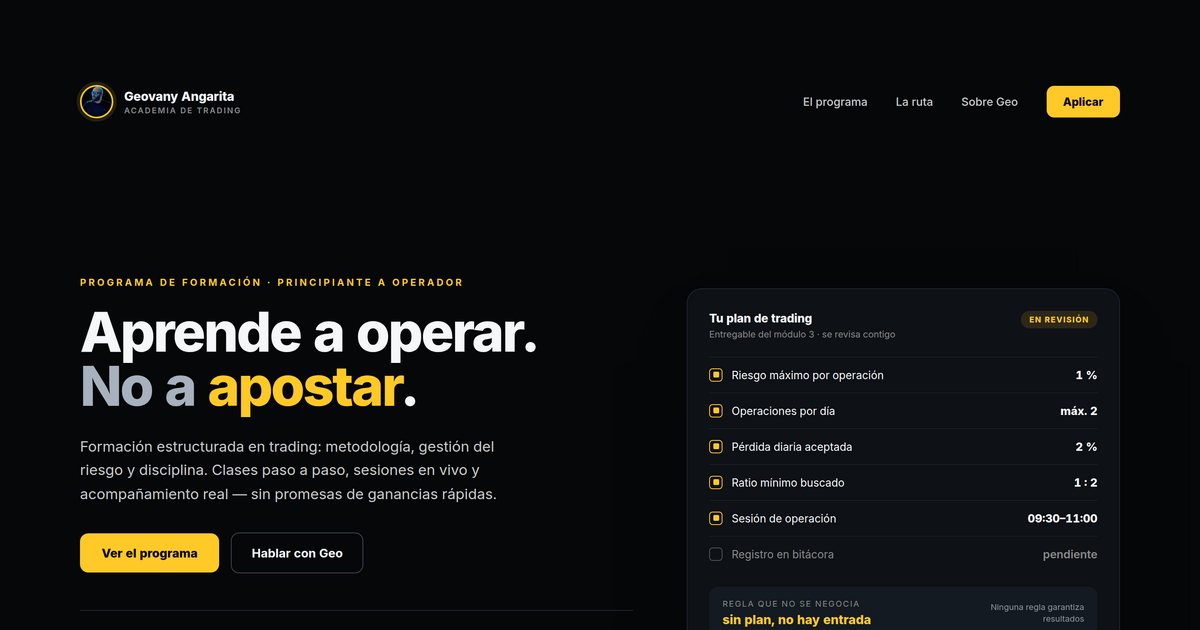 Geovany Angarita
ACADEMIA DE TRADING
El programa
La ruta
Sobre Geo
Aplicar
PROGRAMA DE FORMACIÓN · PRINCIPIANTE A OPERADOR
Aprende a operar.
No a apostar.
Formación estructurada en trading: metodología, gestión del
riesgo y disciplina. Clases paso a paso, sesiones en vivo y
acompañamiento real — sin promesas de ganancias rápidas.
Ver el programa
Hablar con Geo
Tu plan de trading
Entregable del módulo 3 · se revisa contigo
EN REVISIÓN
Riesgo máximo por operación 1 %
Operaciones por día máx. 2
Pérdida diaria aceptada 2 %
Ratio mínimo buscado 1 : 2
Sesión de operación 09:30–11:00
Registro en bitácora pendiente
REGLA QUE NO SE NEGOCIA
sin plan, no hay entrada
Ninguna regla garantiza
resultados